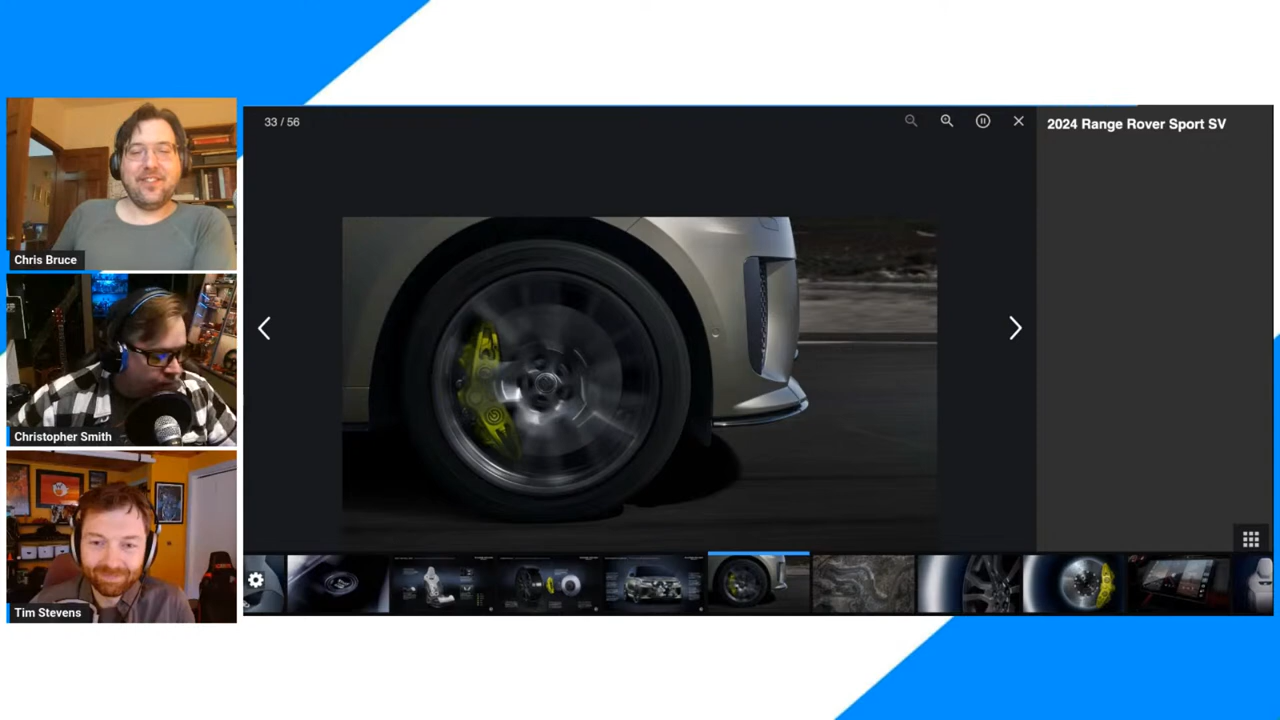 33 / 56
2024 Range Rover Sport SV
Chris Bruce
Christopher Smith
Tim Stevens